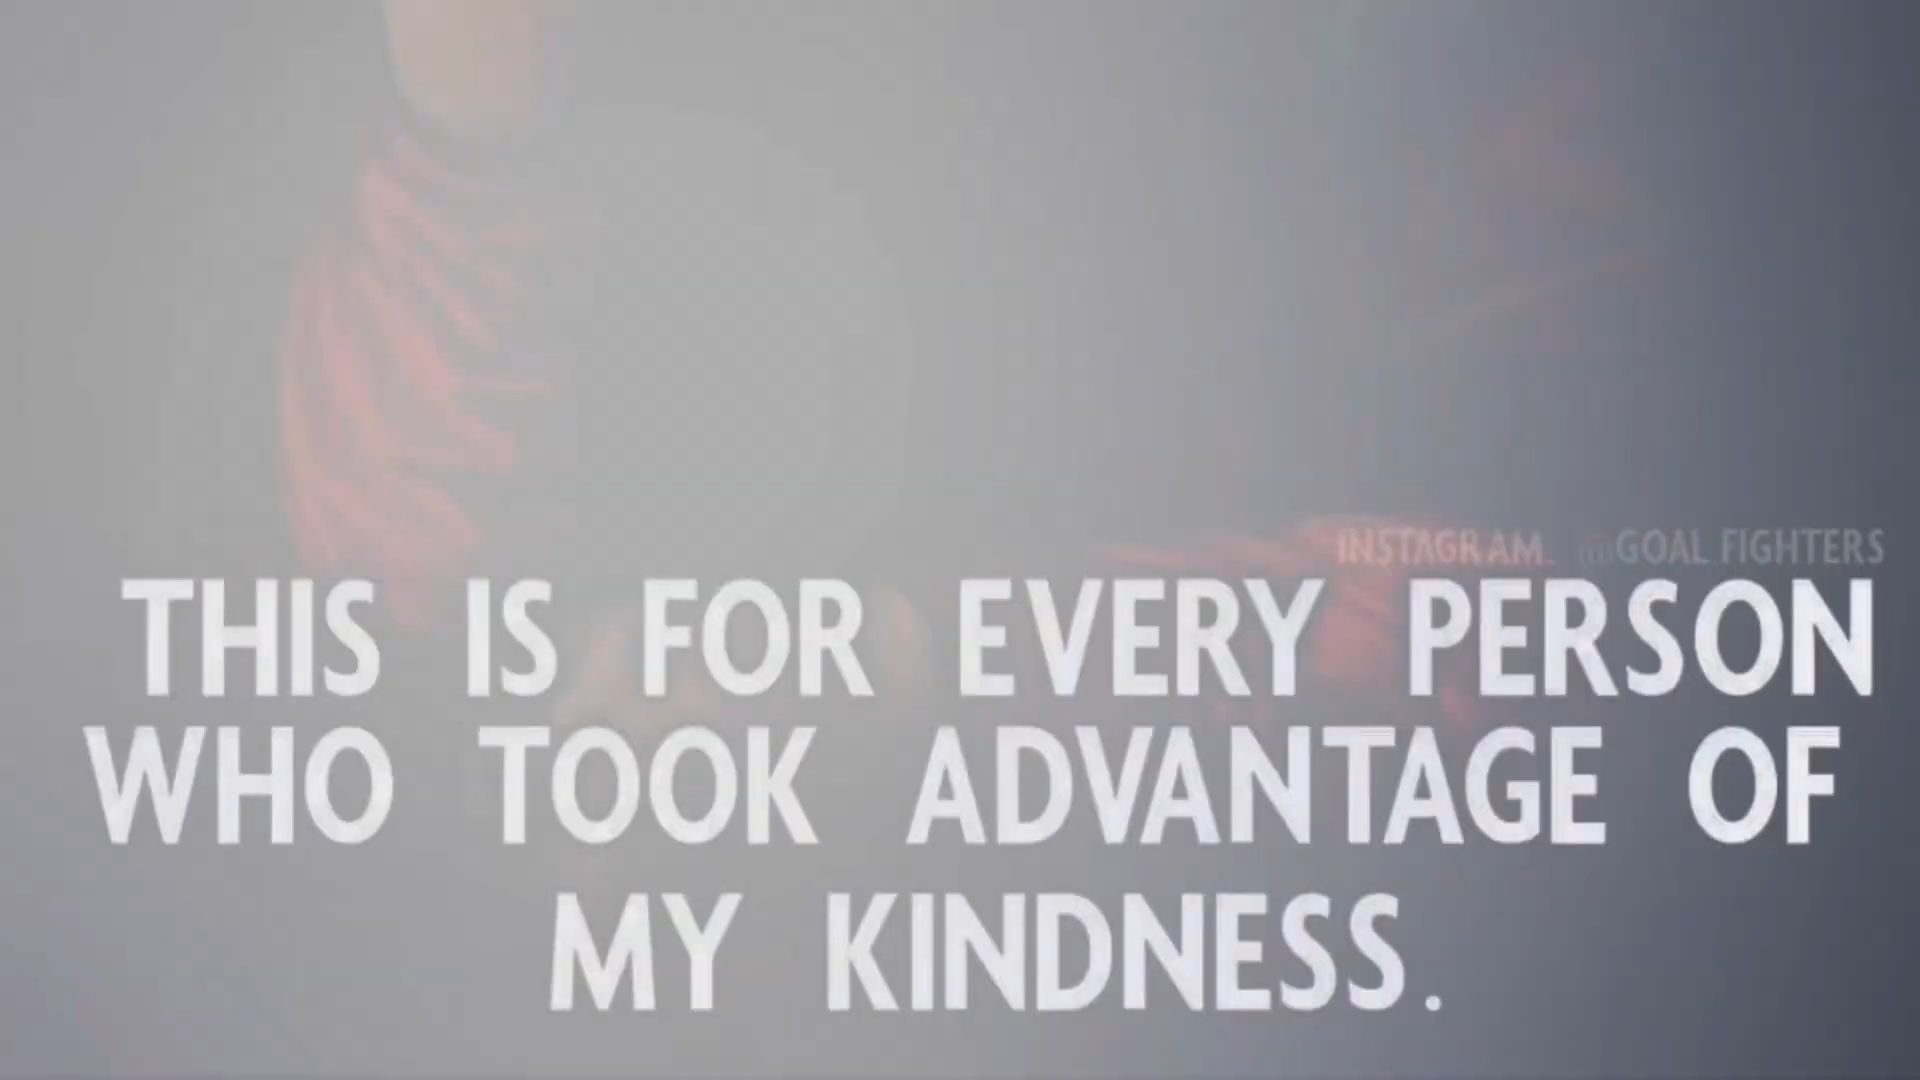 INSTAGRAM. @GOAL.FIGHTERS
THIS IS FOR EVERY PERSON
WHO TOOK ADVANTAGE OF
MY KINDNESS.